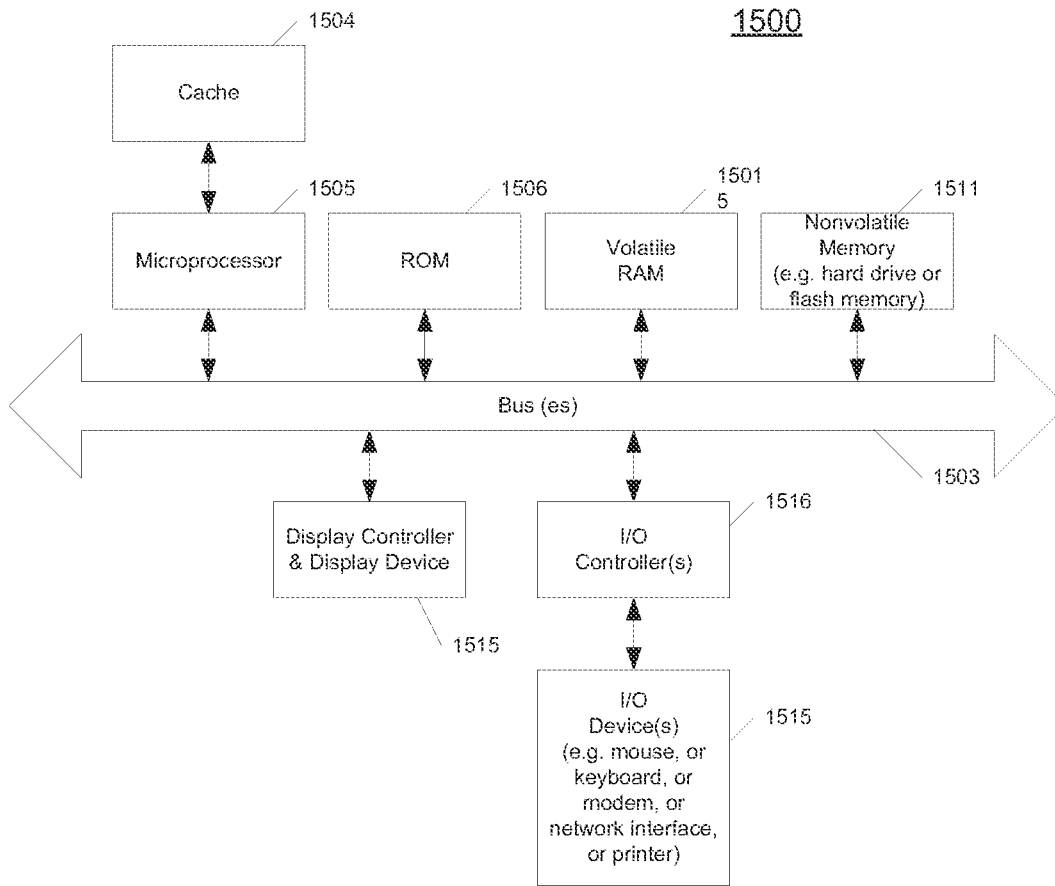 1500
1504
Cache
1505
1506
1501
5
1511
Microprocessor
ROM
Volatile
RAM
Nonvolatile
Memory
(e.g. hard drive or
flash memory)
Bus (es)
1503
Display Controller
& Display Device
1515
1516
I/O
Controller(s)
I/O
Device(s)
(e.g. mouse, or
keyboard, or
modem, or
network interface,
or printer)
1515